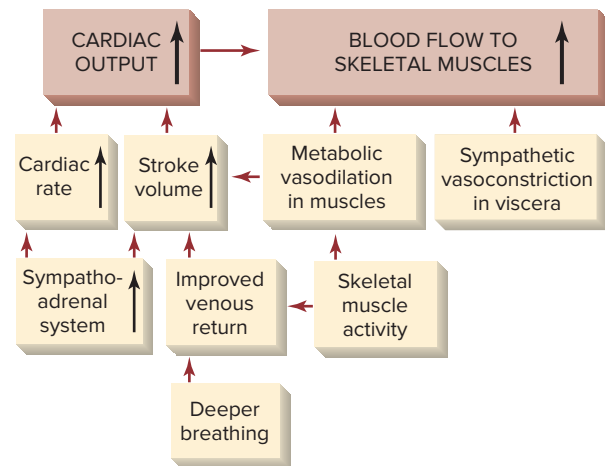 CARDIAC
OUTPUT
BLOOD FLOW TO
SKELETAL MUSCLES
Cardiac
rate
Stroke
volume
Metabolic
vasodilation
in muscles
Sympathetic
vasoconstriction
in viscera
Sympatho-
adrenal
system
Improved
venous
return
Skeletal
muscle
activity
Deeper
breathing